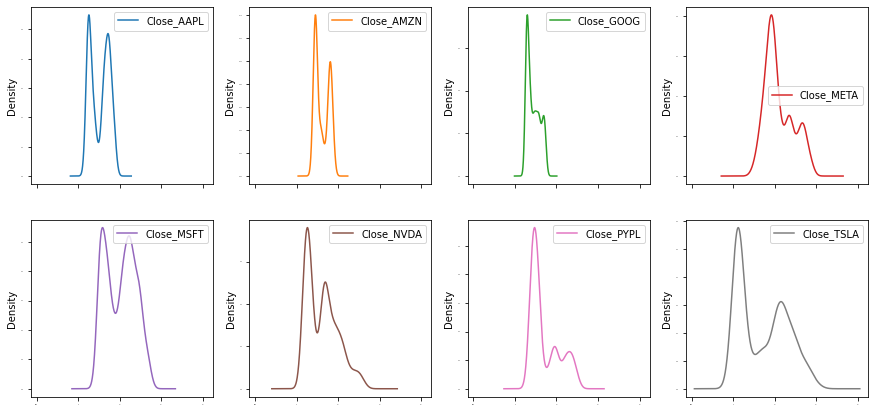 Density
Close_AAPL
Density
Close_AMZN
Density
Close_GOOG
Density
Close_META
Density
Close_MSFT
Density
Close_NVDA
Density
Close_PYPL
Density
Close_TSLA